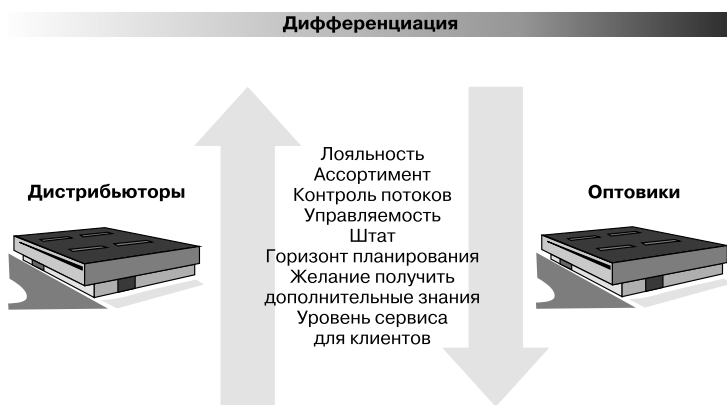 Дифференциация
Дистрибьюторы
Лояльность
Ассортимент
Контроль потоков
Управляемость
Штат
Горизонт планирования
Желание получить
дополнительные знания
Уровень сервиса
для клиентов
Оптовики